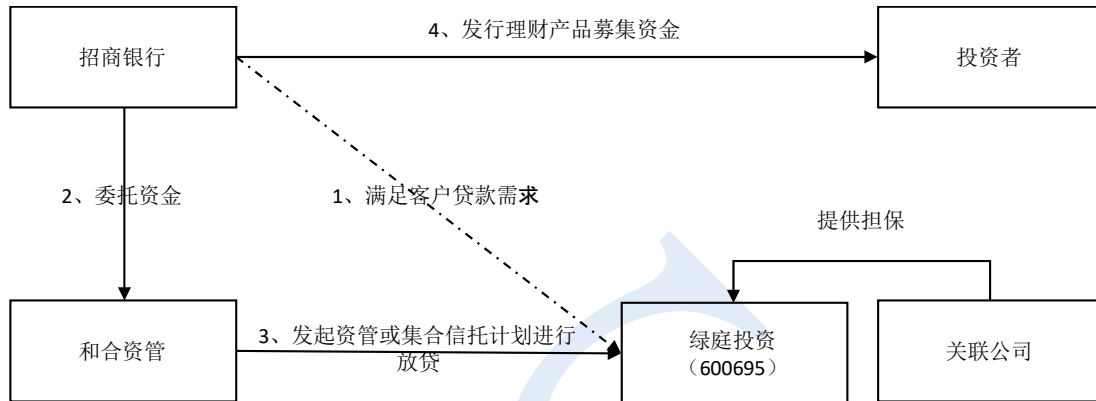 4、发行理财产品募集资金
招商银行
投资者
2、委托资金
1、满足客户贷款需求
提供担保
和合资管
3、发起资管或集合信托计划进行
放贷
绿庭投资
（600695）
关联公司